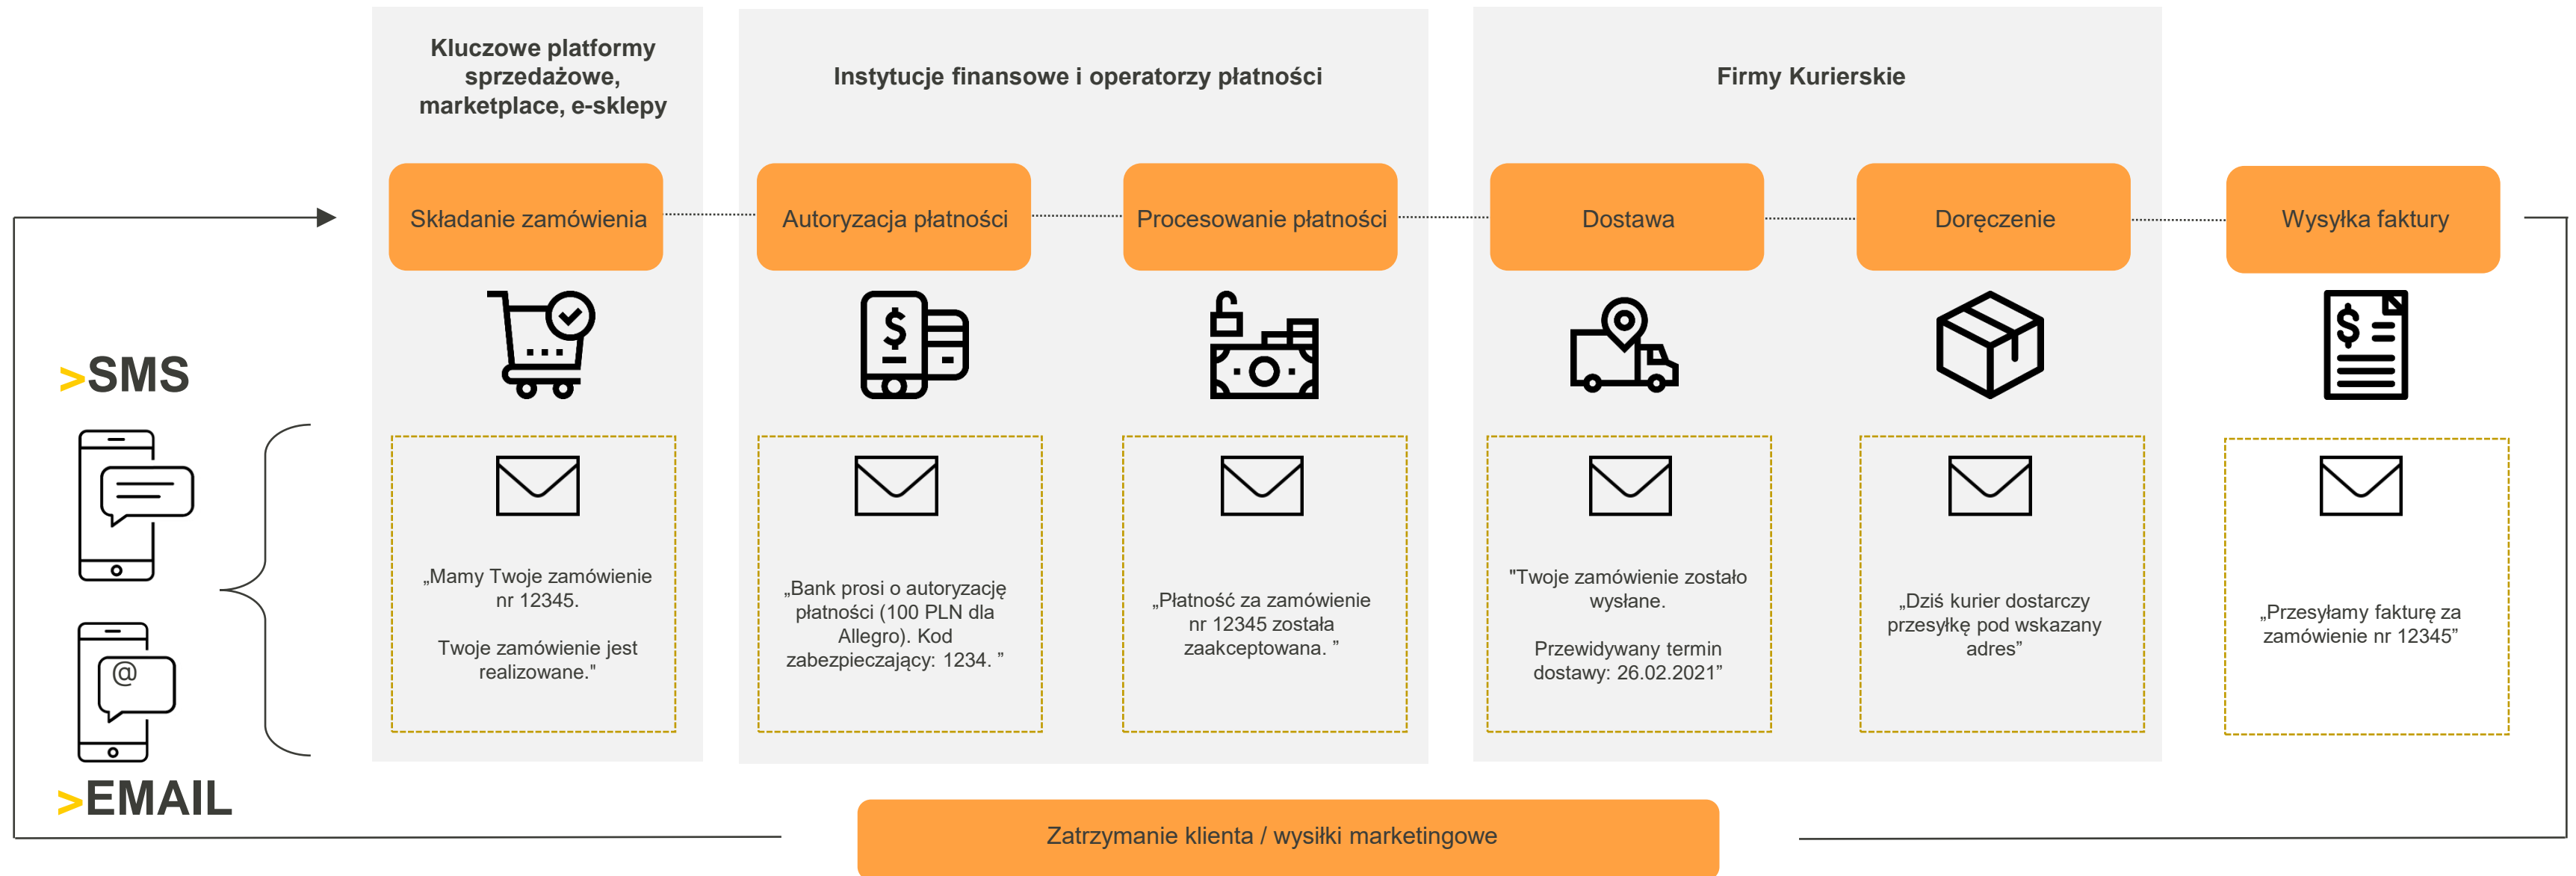 Kluczowe platformy
sprzedażowe,
marketplace, e-sklepy
Instytucje finansowe i operatorzy płatności
Firmy Kurierskie
Składanie zamówienia
Autoryzacja płatności
Procesowanie płatności
Dostawa
Doręczenie
Wysyłka faktury
>SMS
@
>EMAIL
„Mamy Twoje zamówienie
nr 12345.
Twoje zamówienie jest
realizowane."
„Bank prosi o autoryzację
płatności (100 PLN dla
Allegro). Kod
zabezpieczający: 1234. ”
„Płatność za zamówienie
nr 12345 została
zaakceptowana. ”
"Twoje zamówienie zostało
wysłane.
Przewidywany termin
dostawy: 26.02.2021”
„Dziś kurier dostarczy
przesyłkę pod wskazany
adres”
„Przesyłamy fakturę za
zamówienie nr 12345”
Zatrzymanie klienta / wysiłki marketingowe